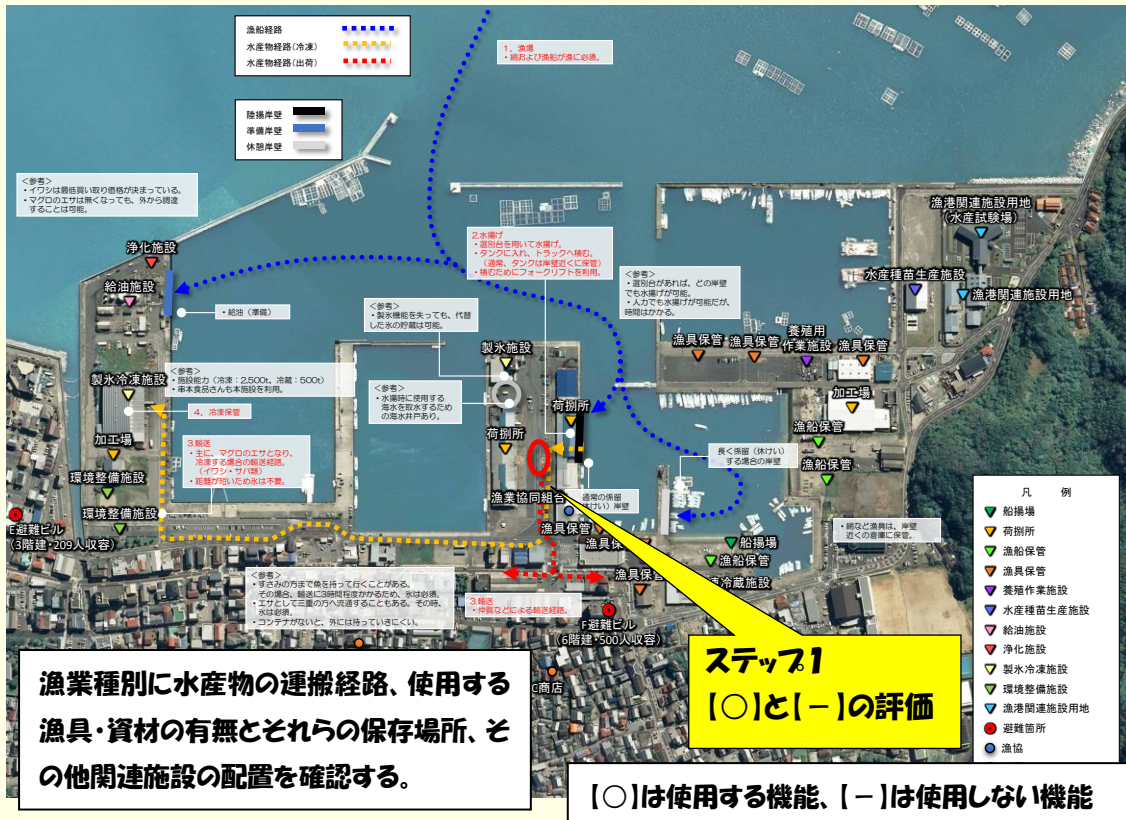 漁船経路
水産物経路(冷凍)
水産物経路(出荷)
陸揚岸壁
準備岸壁
休憩岸壁
1，漁場
・網および漁船が漁に必須。
<参考>
・イワシは最低買い取り価格が決まっている。
・マグロのエサは無くなっても、外から調達
することは可能。
浄化施設
給油施設
・給油（準備）
2.水揚げ
・選別台を用いて水揚げ。
・タンクに入れ、トラックへ積む。
（通常、タンクは岸壁近くに保管）
・積むためにフォークリフトを利用。
<参考>
・選別台があれば、どの岸壁
でも水揚げが可能。
・人力でも水揚げが可能だが、
時間はかかる。
漁港関連施設用地
(水産試験場)
水産種苗生産施設
漁港関連施設用地
<参考>
・製氷機能を失っても、代替
した氷の貯蔵は可能。
製氷施設
漁具保管
漁具保管
養殖用
作業施設
漁具保管
加工場
漁船保管
漁船保管
<参考>
・施設能力（冷凍：2,500t、冷蔵：500t）
・串本食品さんも本施設を利用。
製氷冷凍施設
4，冷凍保管
<参考>
・水揚時に使用する
海水を取水するため
の海水井戸あり。
荷捌所
荷捌所
加工場
3.輸送
・主に、マグロのエサとなり、
冷凍する場合の輸送経路。
（イワシ・サバ類）
・距離が短いため氷は不要。
環境整備施設
環境整備施設
E避難ビル
(3階建・209人収容)
漁業協同組合
通常の係留
けい）岸壁
長く係留（休けい）
する場合の岸壁
漁具保管
漁具保
船揚場
漁船保管
冷蔵施設
漁具保
・網など漁具は、岸壁
近くの倉庫に保管。
<参考>
・すさみの方まで魚を持って行くことがある。
その場合、輸送に3時間程度かかるため、氷は必須。
・エサとして三重の方へ流通することもある。その時、
氷は必須。
・コンテナがないと、外には持っていきにくい。
3.輸送
・仲買などによる輸送経路。
F避難ビル
(6階建・500人収容)
C商店
凡　例
船揚場
荷捌所
漁船保管
漁具保管
養殖作業施設
水産種苗生産施設
給油施設
浄化施設
製氷冷凍施設
環境整備施設
漁港関連施設用地
避難箇所
漁協
ステップ1
【○】と【－】の評価
漁業種別に水産物の運搬経路、使用する
漁具・資材の有無とそれらの保存場所、そ
の他関連施設の配置を確認する。
【○】は使用する機能、【－】は使用しない機能